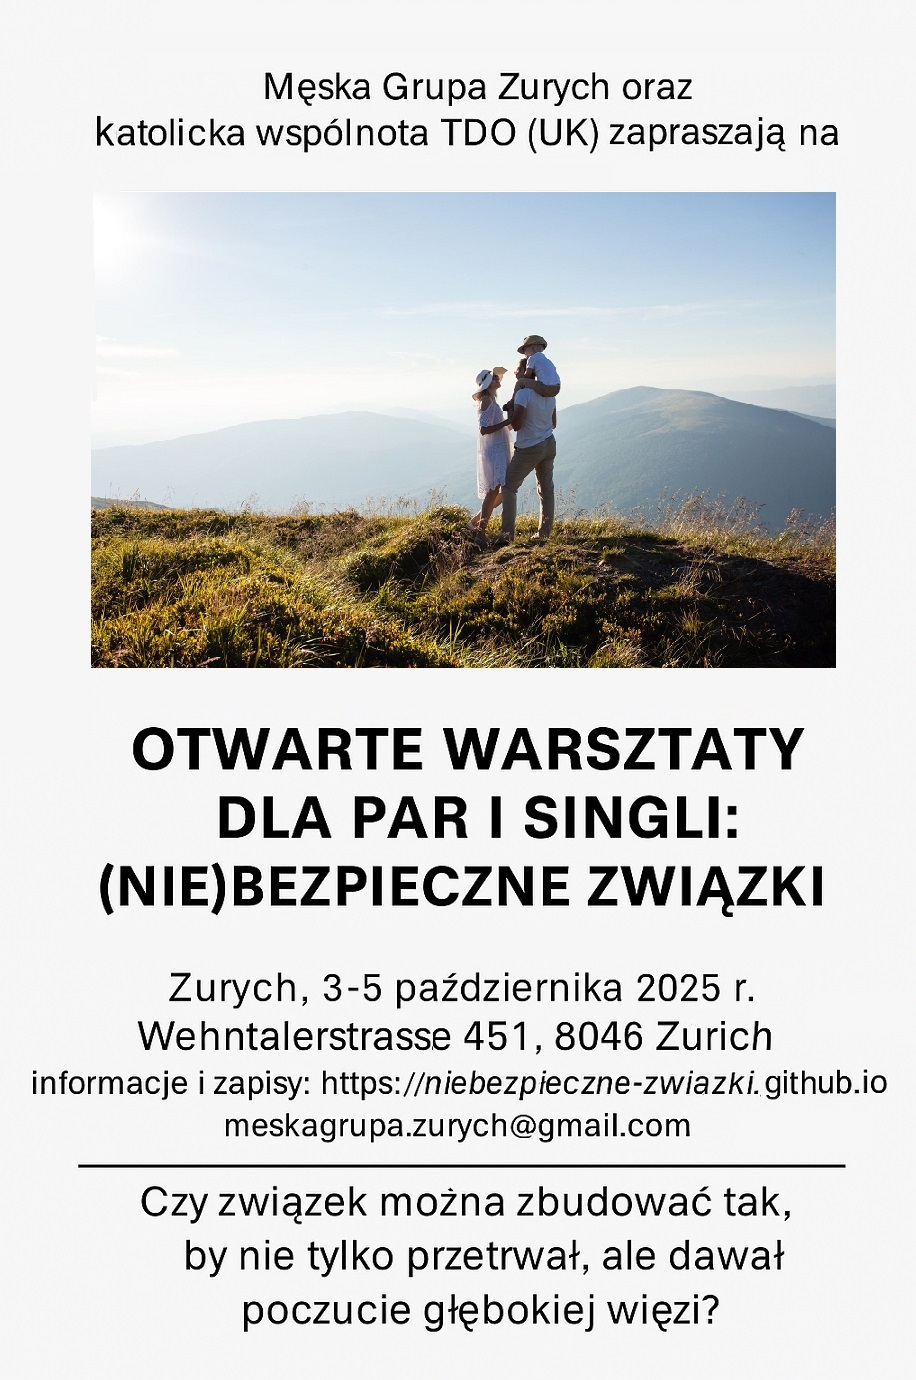 Męska Grupa Zurych oraz
katolicka wspólnota TDO (UK) zapraszają na
OTWARTE WARSZTATY
DLA PAR I SINGLI:
(NIE)BEZPIECZNE ZWIĄZKI
Zurych, 3-5 października 2025 r.
Wehntalerstrasse 451, 8046 Zurich
informacje i zapisy: https://niebezpieczne-zwiazki.github.io
meskagrupa.zurych@gmail.com
Czy związek można zbudować tak,
by nie tylko przetrwał, ale dawał
poczucie głębokiej więzi?